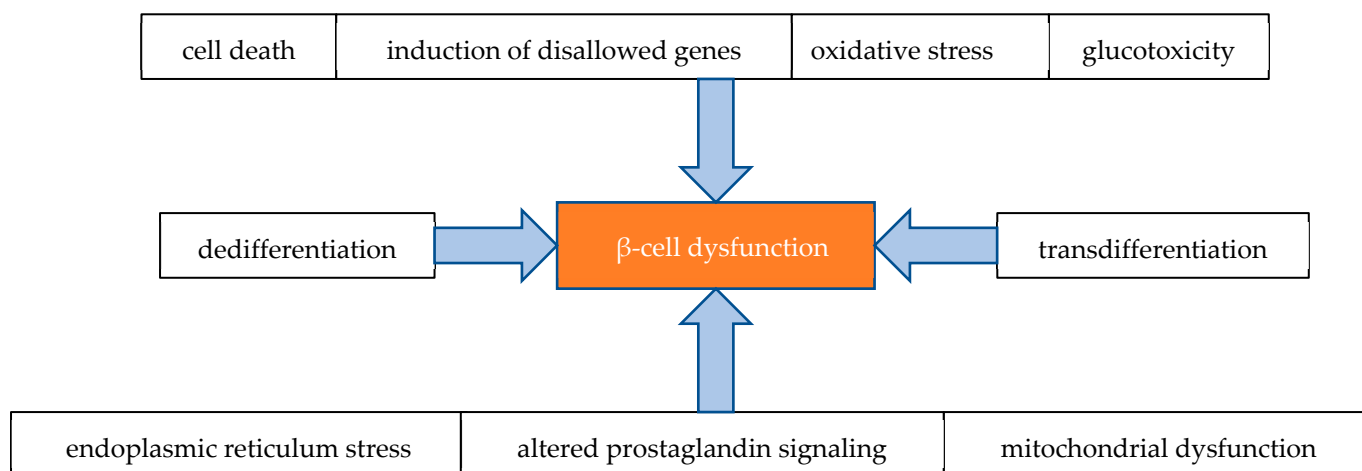 cell death
induction of disallowed genes
oxidative stress
glucotoxicity
dedifferentiation
β-cell dysfunction
transdifferentiation
endoplasmic reticulum stress
altered prostaglandin signaling
mitochondrial dysfunction